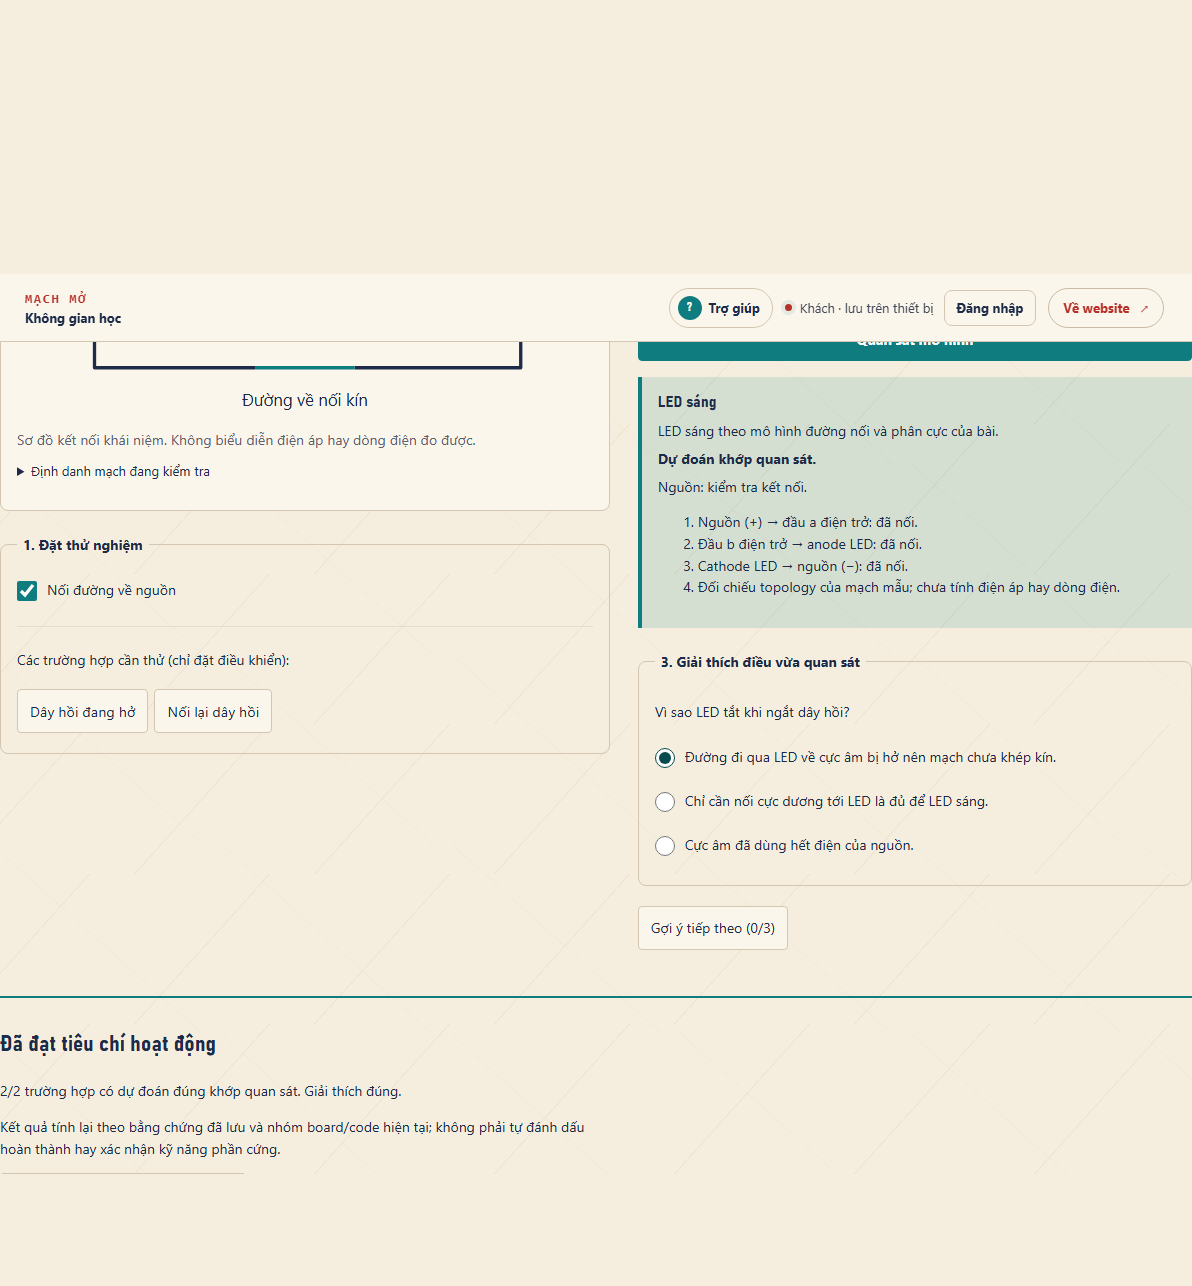 MẠCH MỞ
Không gian học
? Trợ giúp
Khách · lưu trên thiết bị
Đăng nhập
Về website ↗
Đường về nối kín
Sơ đồ kết nối khái niệm. Không biểu diễn điện áp hay dòng điện đo được.
Định danh mạch đang kiểm tra
1. Đặt thử nghiệm
Nối đường về nguồn
Các trường hợp cần thử (chỉ đặt điều khiển):
Dây hồi đang hở
Nối lại dây hồi
Quan sát mô hình
LED sáng
LED sáng theo mô hình đường nối và phân cực của bài.
Dự đoán khớp quan sát.
Nguồn: kiểm tra kết nối.
1. Nguồn (+) → đầu a điện trở: đã nối.
2. Đầu b điện trở → anode LED: đã nối.
3. Cathode LED → nguồn (−): đã nối.
4. Đối chiếu topology của mạch mẫu; chưa tính điện áp hay dòng điện.
3. Giải thích điều vừa quan sát
Vì sao LED tắt khi ngắt dây hồi?
Đường đi qua LED về cực âm bị hở nên mạch chưa khép kín.
Chỉ cần nối cực dương tới LED là đủ để LED sáng.
Cực âm đã dùng hết điện của nguồn.
Gợi ý tiếp theo (0/3)
Đã đạt tiêu chí hoạt động
2/2 trường hợp có dự đoán đúng khớp quan sát. Giải thích đúng.
Kết quả tính lại theo bằng chứng đã lưu và nhóm board/code hiện tại; không phải tự đánh dấu
hoàn thành hay xác nhận kỹ năng phần cứng.